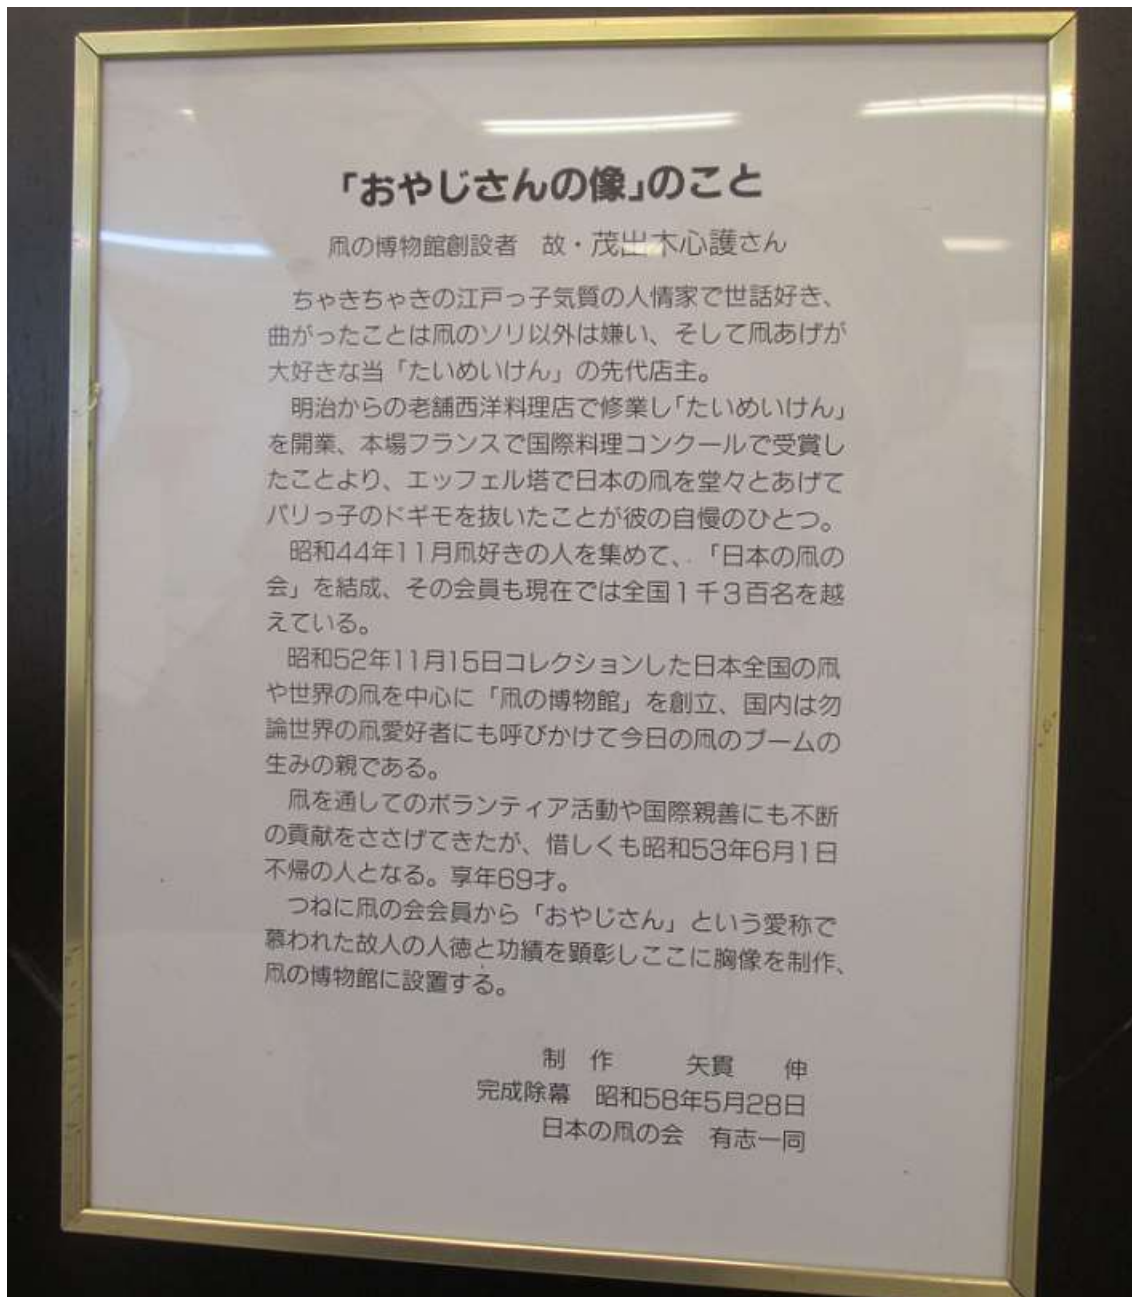 「おやじさんの像」のこと
凧の博物館創設者　故・茂出木心護さん
ちゃきちゃきの江戸っ子気質の人情家で世話好き、
曲がったことは凧のソリ以外は嫌い、そして凧あげが
大好きな当「たいめいけん」の先代店主。
明治からの老舗西洋料理店で修業し「たいめいけん」
を開業、本場フランスで国際料理コンクールで受賞し
たことより、エッフェル塔で日本の凧を堂々とあげて
パリっ子のドギモを抜いたことが彼の自慢のひとつ。
昭和44年11月凧好きの人を集めて、「日本の凧の
会」を結成、その会員も現在では全国1千3百名を越
えている。
昭和52年11月15日コレクションした日本全国の凧
や世界の凧を中心に「凧の博物館」を創立、国内は勿
論世界の凧愛好者にも呼びかけて今日の凧のブームの
生みの親である。
凧を通してのボランティア活動や国際親善にも不断
の貢献をささげてきたが、惜しくも昭和53年6月1日
不帰の人となる。享年69才。
つねに凧の会会員から「おやじさん」という愛称で
慕われた故人の人徳と功績を顕彰しここに胸像を制作、
凧の博物館に設置する。
制　作　　矢貫　　伸
完成除幕　昭和58年5月28日
日本の凧の会　有志一同